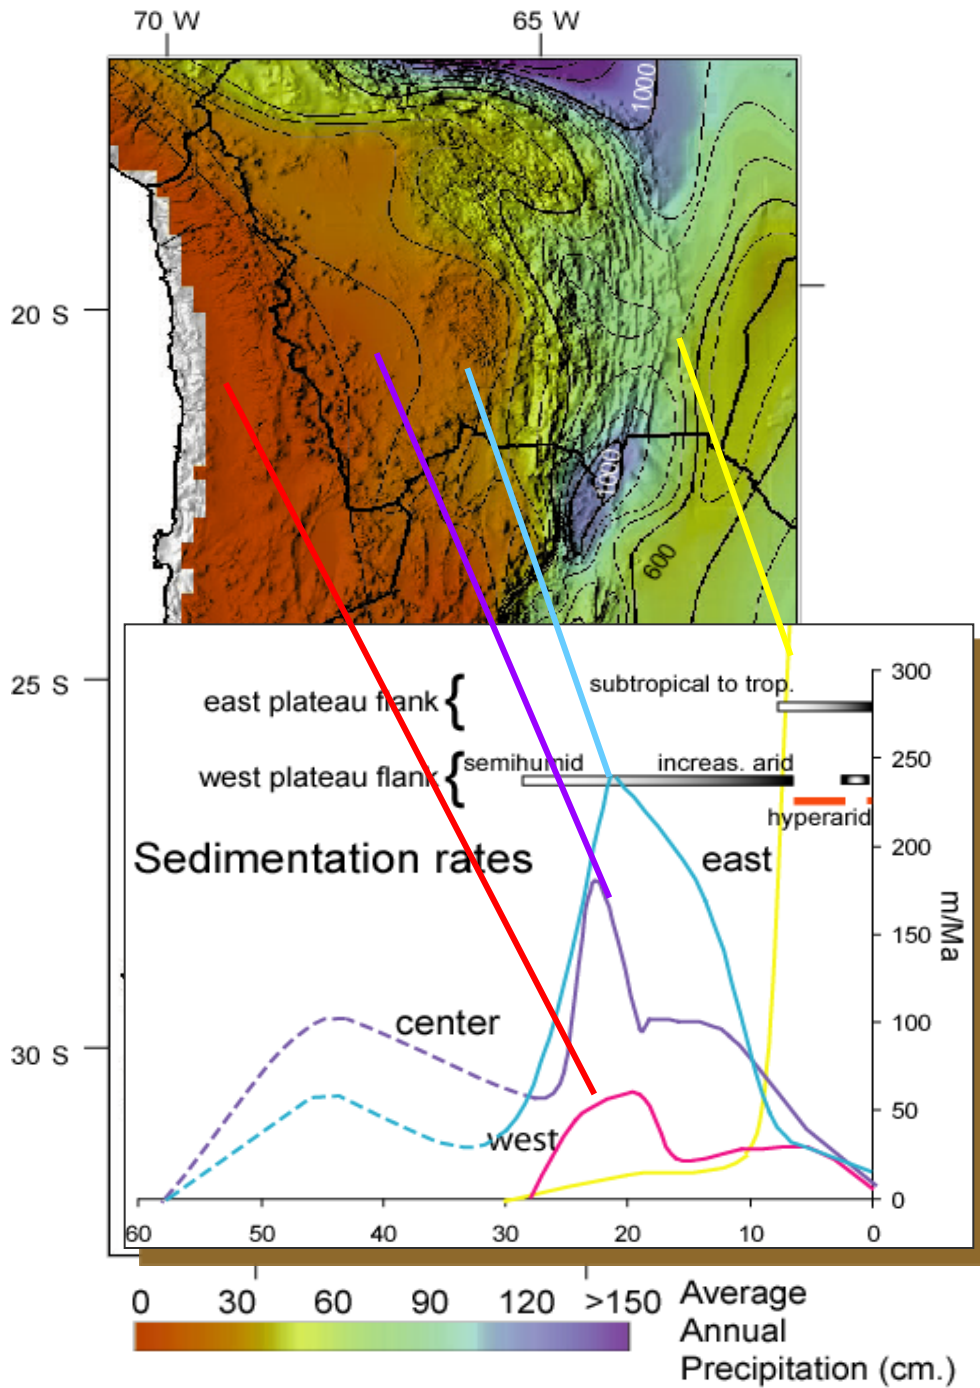 70 W
65 W
1000
20 S
1000
600
25 S
300
subtropical to trop.
east plateau flank {
250
semihumid
increas. arid
west plateau flank {
hyperarid
Sedimentation rates
east
200
m/Ma
150
center
100
30 S
50
west
0
60
50
40
30
20
10
0
0
30
60
90
120
>150
Average
Annual
Precipitation (cm.)